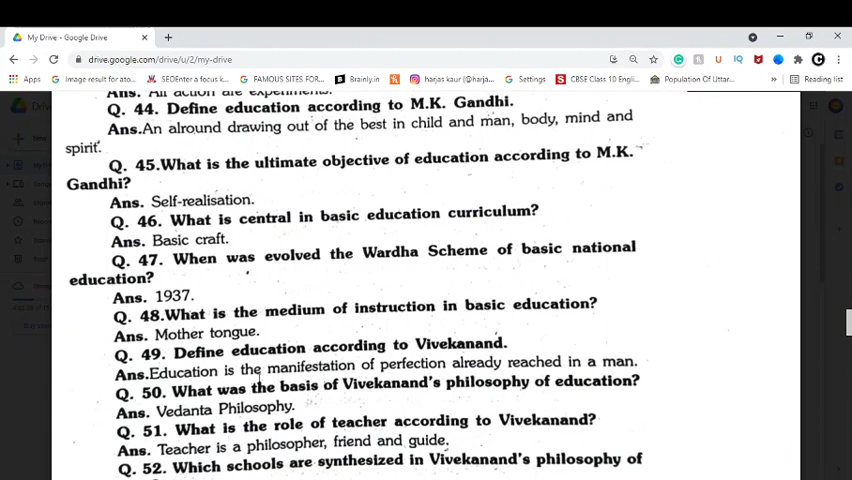 My Drive - Google Drive
drive.google.com/drive/u/2/my-drive
Apps Image result for ato... SEOEnter a focus k... FAMOUS SITES FOR... Brainly.in harjas kaur (@harja... Settings CBSE Class 10 Engli... Population Of Uttar... » Reading list
Ans. All action are experiments.
Q. 44. Define education according to M.K. Gandhi.
Ans.An alround drawing out of the best in child and man, body, mind and
spirit.
Q. 45.What is the ultimate objective of education according to M.K.
Gandhi?
Ans. Self-realisation.
Q. 46. What is central in basic education curriculum?
Ans. Basic craft.
Q. 47. When was evolved the Wardha Scheme of basic national
education?
Ans. 1937.
Q. 48.What is the medium of instruction in basic education?
Ans. Mother tongue.
Q. 49. Define education according to Vivekanand.
Ans.Education is the manifestation of perfection already reached in a man.
Q. 50. What was the basis of Vivekanand's philosophy of education?
Ans. Vedanta Philosophy.
Q. 51. What is the role of teacher according to Vivekanand?
Ans. Teacher is a philosopher, friend and guide.
Q. 52. Which schools are synthesized in Vivekanand's philosophy of